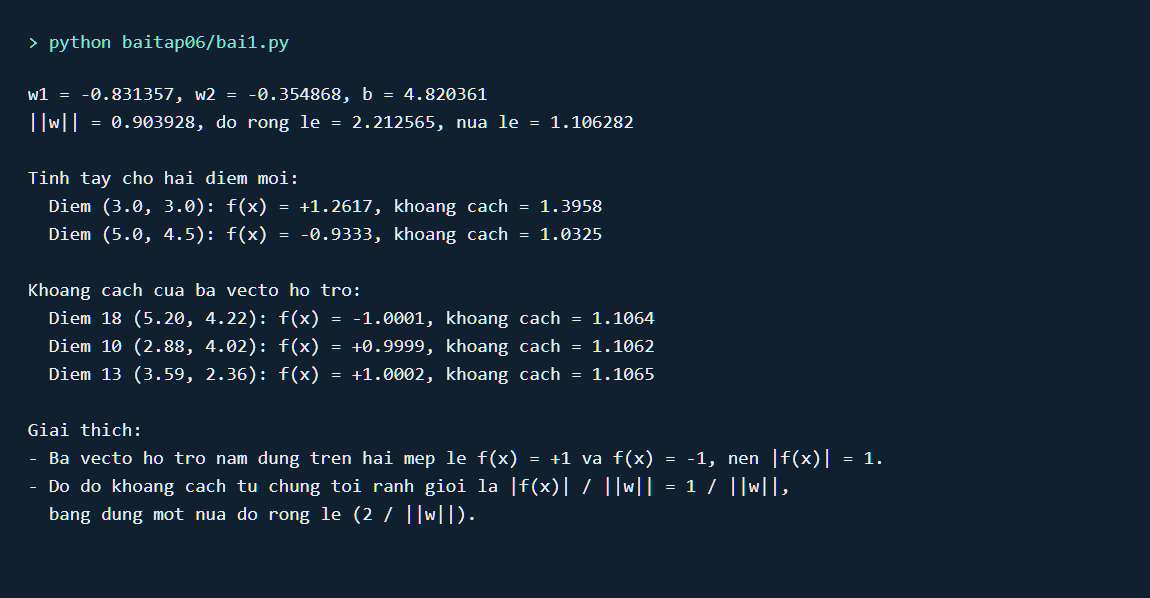 > python baitap06/bai1.py
w1 = -0.831357, w2 = -0.354868, b = 4.820361
||w|| = 0.903928, do rong le = 2.212565, nua le = 1.106282
Tinh tay cho hai diem moi:
Diem (3.0, 3.0): f(x) = +1.2617, khoang cach = 1.3958
Diem (5.0, 4.5): f(x) = -0.9333, khoang cach = 1.0325
Khoang cach cua ba vecto ho tro:
Diem 18 (5.20, 4.22): f(x) = -1.0001, khoang cach = 1.1064
Diem 10 (2.88, 4.02): f(x) = +0.9999, khoang cach = 1.1062
Diem 13 (3.59, 2.36): f(x) = +1.0002, khoang cach = 1.1065
Giai thich:
- Ba vecto ho tro nam dung tren hai mep le f(x) = +1 va f(x) = -1, nen |f(x)| = 1.
- Do do khoang cach tu chung toi ranh gioi la |f(x)| / ||w|| = 1 / ||w||,
bang dung mot nua do rong le (2 / ||w||).